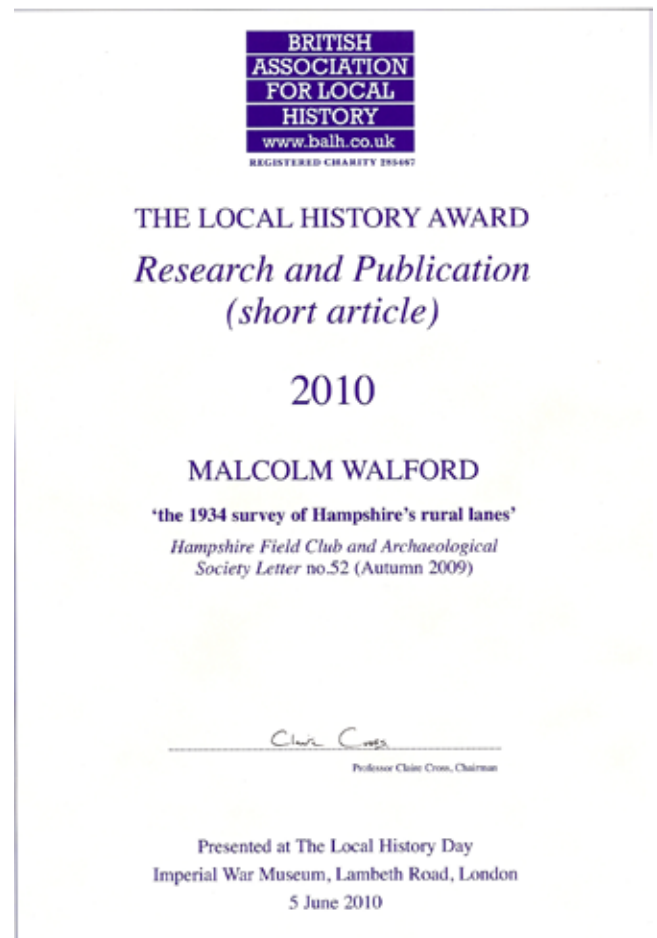 BRITISH
ASSOCIATION
FOR LOCAL
HISTORY
www.balh.co.uk
REGISTERED CHARITY 285467
THE LOCAL HISTORY AWARD
Research and Publication
(short article)
2010
MALCOLM WALFORD
'the 1934 survey of Hampshire's rural lanes'
Hampshire Field Club and Archaeological
Society Letter no.52 (Autumn 2009)
Claire Cross
Professor Claire Cross, Chairman
Presented at The Local History Day
Imperial War Museum, Lambeth Road, London
5 June 2010